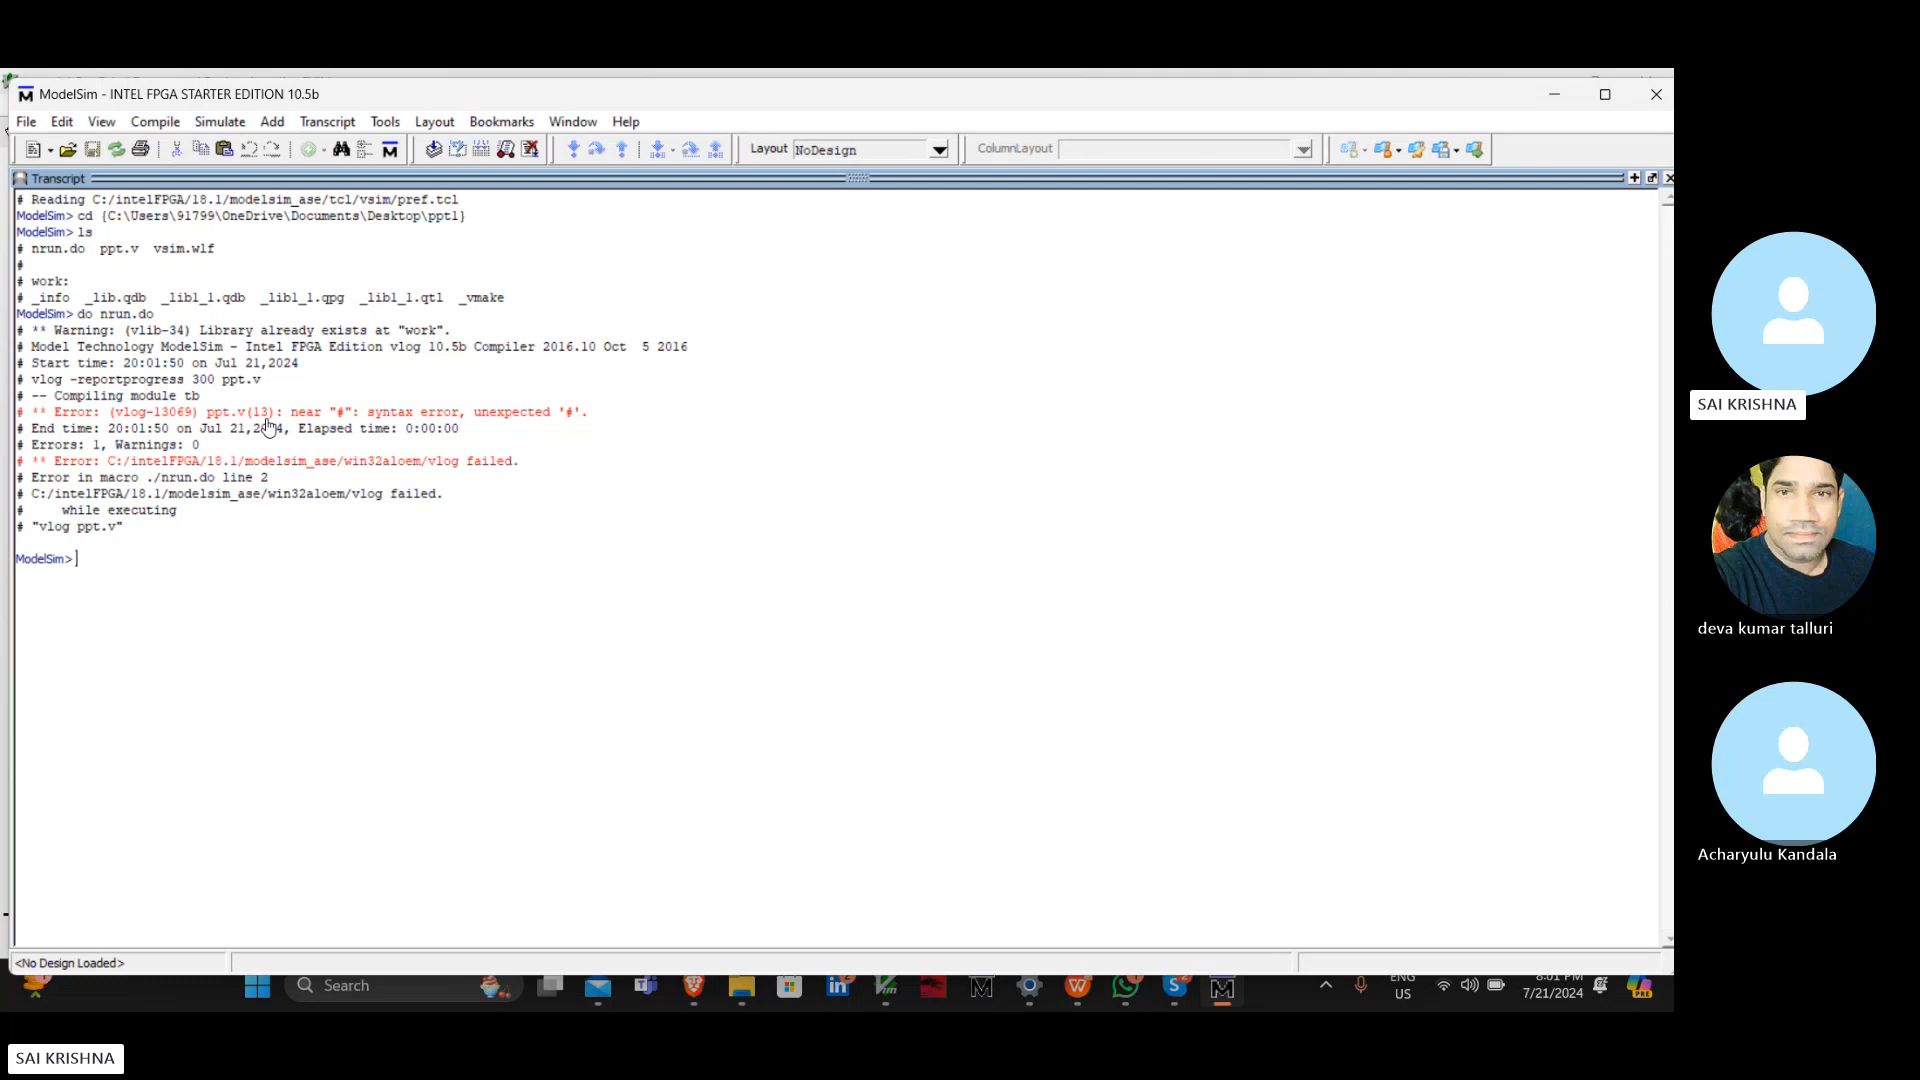 ModelSim - INTEL FPGA STARTER EDITION 10.5b
File Edit View Compile Simulate Add Transcript Tools Layout Bookmarks Window Help
Layout NoDesign ColumnLayout
Transcript
# Reading C:/intelFPGA/18.1/modelsim_ase/tcl/vsim/pref.tcl
ModelSim> cd {C:\Users\91799\OneDrive\Documents\Desktop\ppt1}
ModelSim> ls
# nrun.do  ppt.v  vsim.wlf
#
# work:
# _info  _lib.qdb  _lib1_1.qdb  _lib1_1.qpg  _lib1_1.qtl  _vmake
ModelSim> do nrun.do
# ** Warning: (vlib-34) Library already exists at "work".
# Model Technology ModelSim - Intel FPGA Edition vlog 10.5b Compiler 2016.10 Oct  5 2016
# Start time: 20:01:50 on Jul 21,2024
# vlog -reportprogress 300 ppt.v
# -- Compiling module tb
# ** Error: (vlog-13069) ppt.v(13): near "#": syntax error, unexpected '#'.
# End time: 20:01:50 on Jul 21,2024, Elapsed time: 0:00:00
# Errors: 1, Warnings: 0
# ** Error: C:/intelFPGA/18.1/modelsim_ase/win32aloem/vlog failed.
# Error in macro ./nrun.do line 2
# C:/intelFPGA/18.1/modelsim_ase/win32aloem/vlog failed.
#     while executing
# "vlog ppt.v"
ModelSim>
<No Design Loaded>
Search
ENG
US
8:01 PM
7/21/2024
PRE
SAI KRISHNA
deva kumar talluri
Acharyulu Kandala
SAI KRISHNA